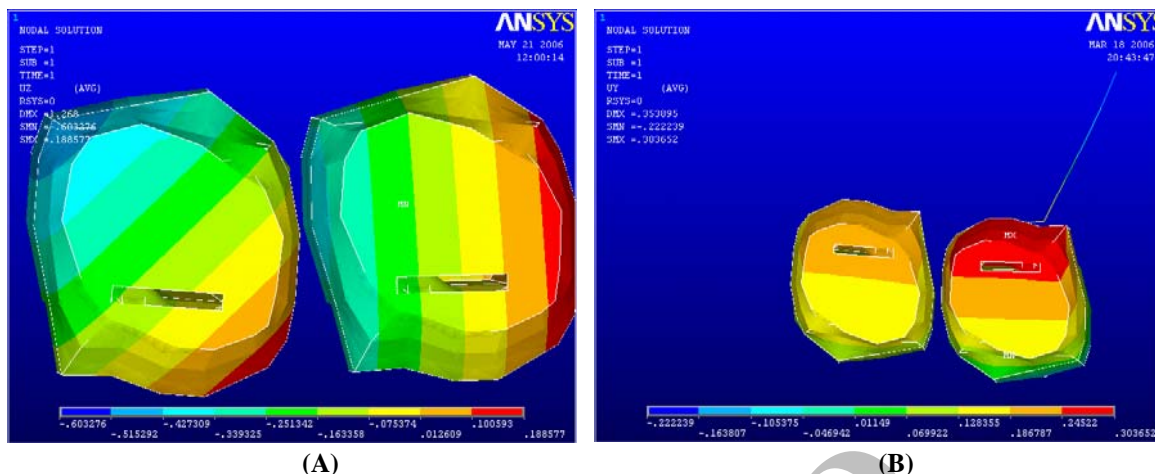 1
NODAL SOLUTION
STEP=1
SUB =1
TIME=1
UZ (AVG)
RSYS=0
DMX =1.268
SMN =-.603276
SMX =.188577
ANSYS
MAY 21 2006
12:00:14
MN
-.603276 -.427309 -.251342 -.075374 .100593
-.515292 -.339325 -.163358 .012609 .188577
(A)
1
NODAL SOLUTION
STEP=1
SUB =1
TIME=1
UY (AVG)
RSYS=0
DMX =.353895
SMN =-.222239
SMX =.303652
ANSYS
MAR 18 2006
20:43:47
MX
MN
-.222239 -.105375 .01149 .128355 .24522
-.163807 -.046942 .069922 .186787 .303652
(B)